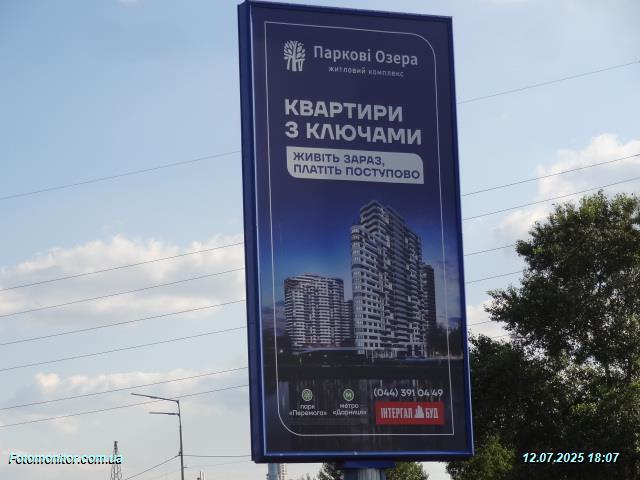 Паркові Озера
житловий комплекс
КВАРТИРИ
З КЛЮЧАМИ
ЖИВІТЬ ЗАРАЗ,
ПЛАТІТЬ ПОСТУПОВО
парк
«Перемога»
М
метро
«Дарниця»
(044) 391 04 49
ІНТЕРГАЛ БУД
Fotomonitor.com.ua
12.07.2025 18:07